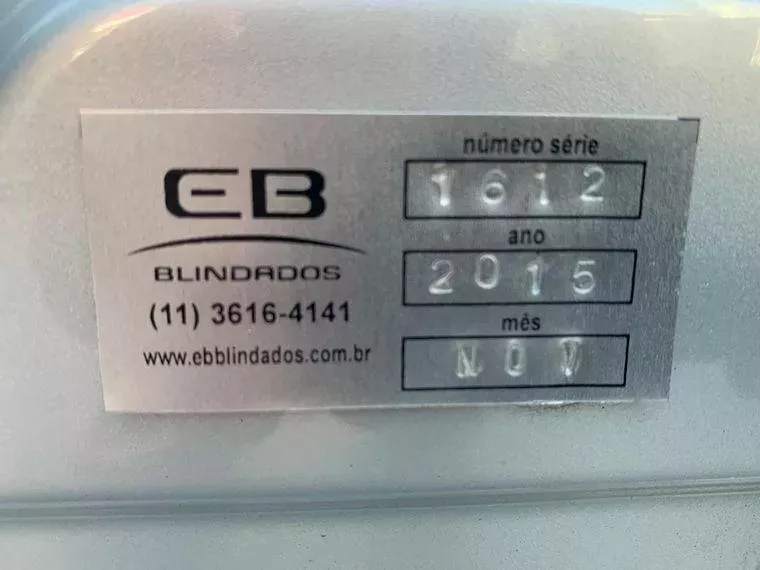 EB
BLINDADOS
(11) 3616-4141
www.ebblindados.com.br
número série
1612
ano
2015
mês
NOV